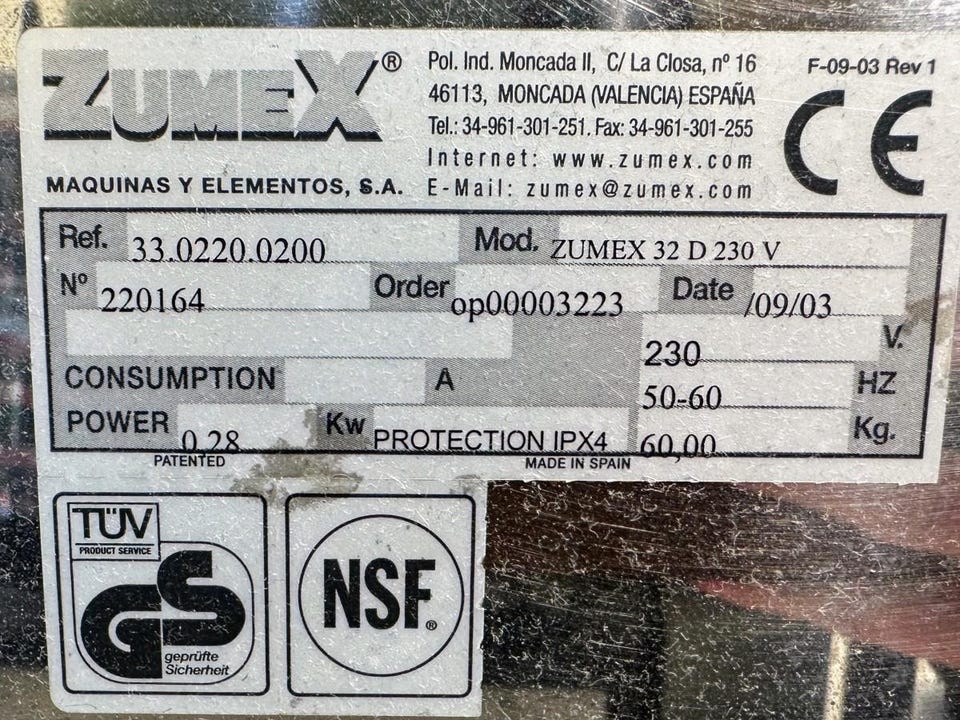 ZUMEX®
MAQUINAS Y ELEMENTOS, S.A.
Pol. Ind. Moncada II, C/ La Closa, nº 16
46113, MONCADA (VALENCIA) ESPAÑA
Tel.: 34-961-301-251. Fax: 34-961-301-255
Internet: www.zumex.com
E-Mail: zumex@zumex.com
F-09-03 Rev 1
CE
Ref. 33.0220.0200 Mod. ZUMEX 32 D 230 V
Nº 220164 Order op00003223 Date /09/03
230 V.
CONSUMPTION A 50-60 HZ
POWER 0,28 Kw PROTECTION IPX4 60,00 Kg.
PATENTED MADE IN SPAIN
TÜV
PRODUCT SERVICE
GS
geprüfte
Sicherheit
NSF®